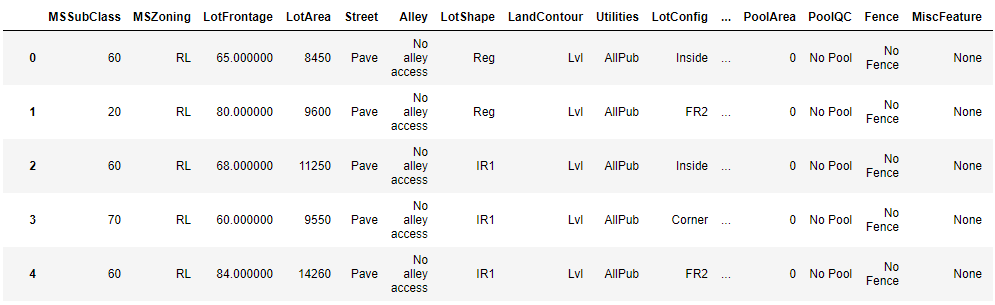 MSSubClass MSZoning LotFrontage LotArea Street Alley LotShape LandContour Utilities LotConfig ... PoolArea PoolQC Fence MiscFeature
0 60 RL 65.000000 8450 Pave No alley access Reg Lvl AllPub Inside ... 0 No Pool No Fence None
1 20 RL 80.000000 9600 Pave No alley access Reg Lvl AllPub FR2 ... 0 No Pool No Fence None
2 60 RL 68.000000 11250 Pave No alley access IR1 Lvl AllPub Inside ... 0 No Pool No Fence None
3 70 RL 60.000000 9550 Pave No alley access IR1 Lvl AllPub Corner ... 0 No Pool No Fence None
4 60 RL 84.000000 14260 Pave No alley access IR1 Lvl AllPub FR2 ... 0 No Pool No Fence None